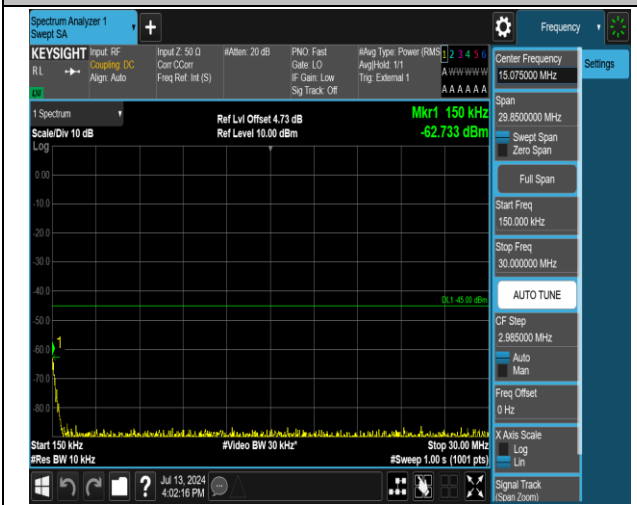 Spectrum Analyzer 1
Swept SA
Frequency
KEYSIGHT
RL
LXI
Input: RF
Coupling: DC
Align: Auto
Input Z: 50 Ω
Corr CCorr
Freq Ref: Int (S)
#Atten: 20 dB
PNO: Fast
Gate: LO
IF Gain: Low
Sig Track: Off
#Avg Type: Power (RMS
Avg|Hold: 1/1
Trig: External 1
1 2 3 4 5 6
A W W W W W
A A A A A A
1 Spectrum
Scale/Div 10 dB
Log
Ref Lvl Offset 4.73 dB
Ref Level 10.00 dBm
Mkr1 150 kHz
-62.733 dBm
0.00
-10.0
-20.0
-30.0
-40.0
DL1 -45.00 dBm
-50.0
-60.0
1
-70.0
-80.0
Start 150 kHz
#Res BW 10 kHz
#Video BW 30 kHz*
Stop 30.00 MHz
#Sweep 1.00 s (1001 pts)
Jul 13, 2024
4:02:16 PM
Center Frequency
15.075000 MHz
Settings
Span
29.8500000 MHz
Swept Span
Zero Span
Full Span
Start Freq
150.000 kHz
Stop Freq
30.000000 MHz
AUTO TUNE
CF Step
2.985000 MHz
Auto
Man
Freq Offset
0 Hz
X Axis Scale
Log
Lin
Signal Track
(Span Zoom)